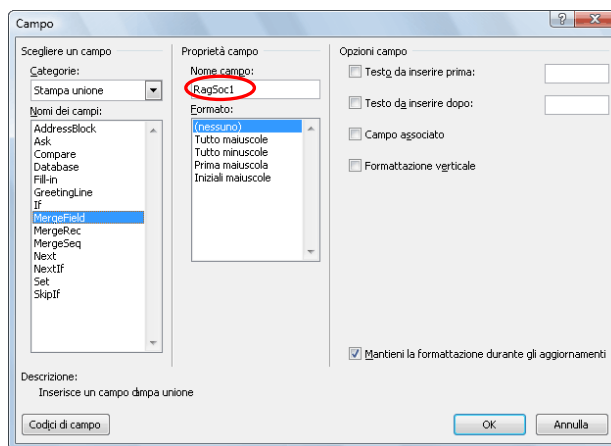 Campo
Scegliere un campo
Categorie:
Stampa unione
Nomi dei campi:
AddressBlock
Ask
Compare
Database
Fill-in
GreetingLine
If
MergeField
MergeRec
MergeSeq
Next
NextIf
Set
SkipIf
Proprietà campo
Nome campo:
RagSoc1
Formato:
(nessuno)
Tutto maiuscole
Tutto minuscole
Prima maiuscola
Iniziali maiuscole
Opzioni campo
Testo da inserire prima:
Testo da inserire dopo:
Campo associato
Formattazione verticale
Mantieni la formattazione durante gli aggiornamenti
Descrizione:
Inserisce un campo dampa unione
Codici di campo
OK
Annulla